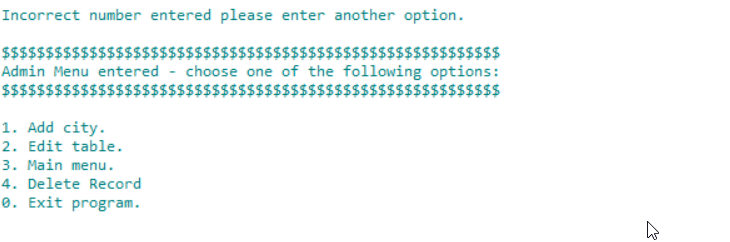 Incorrect number entered please enter another option.
$$$$$$$$$$$$$$$$$$$$$$$$$$$$$$$$$$$$$$$$$$$$$$$$$$$$$$$$$
Admin Menu entered - choose one of the following options:
$$$$$$$$$$$$$$$$$$$$$$$$$$$$$$$$$$$$$$$$$$$$$$$$$$$$$$$$$
1. Add city.
2. Edit table.
3. Main menu.
4. Delete Record
0. Exit program.